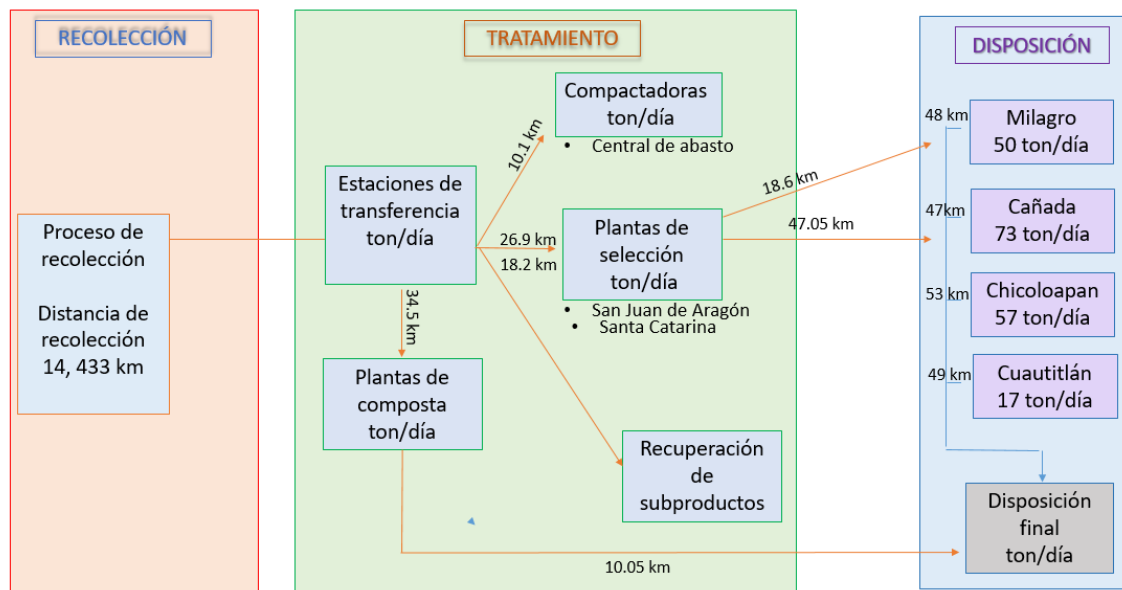 RECOLECCIÓN
Proceso de
recolección
Distancia de
recolección
14, 433 km
TRATAMIENTO
Compactadoras
ton/día
• Central de abasto
10.1 km
Estaciones de
transferencia
ton/día
26.9 km
18.2 km
Plantas de
selección
ton/día
• San Juan de Aragón
• Santa Catarina
34.5 km
Plantas de
composta
ton/día
Recuperación
de
subproductos
18.6 km
47.05 km
10.05 km
DISPOSICIÓN
48 km
Milagro
50 ton/día
47km
Cañada
73 ton/día
53 km
Chicoloapan
57 ton/día
49 km
Cuautitlán
17 ton/día
Disposición
final
ton/día